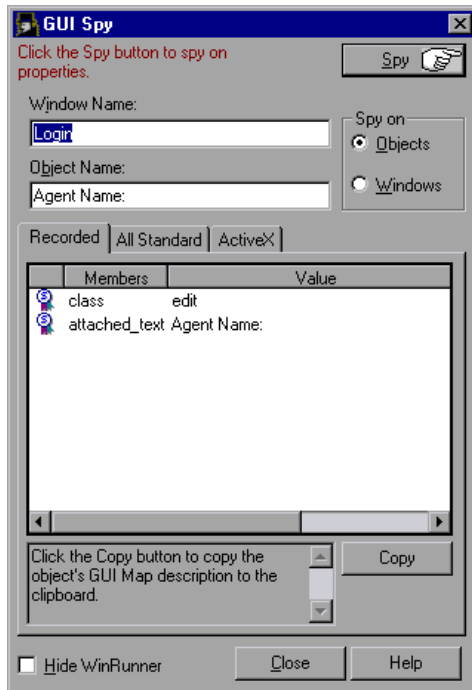 GUI Spy
Click the Spy button to spy on
properties.
Spy
Window Name:
Login
Spy on
Objects
Windows
Object Name:
Agent Name:
Recorded All Standard ActiveX
Members Value
class edit
attached_text Agent Name:
Click the Copy button to copy the
object's GUI Map description to the
clipboard.
Copy
Hide WinRunner
Close
Help